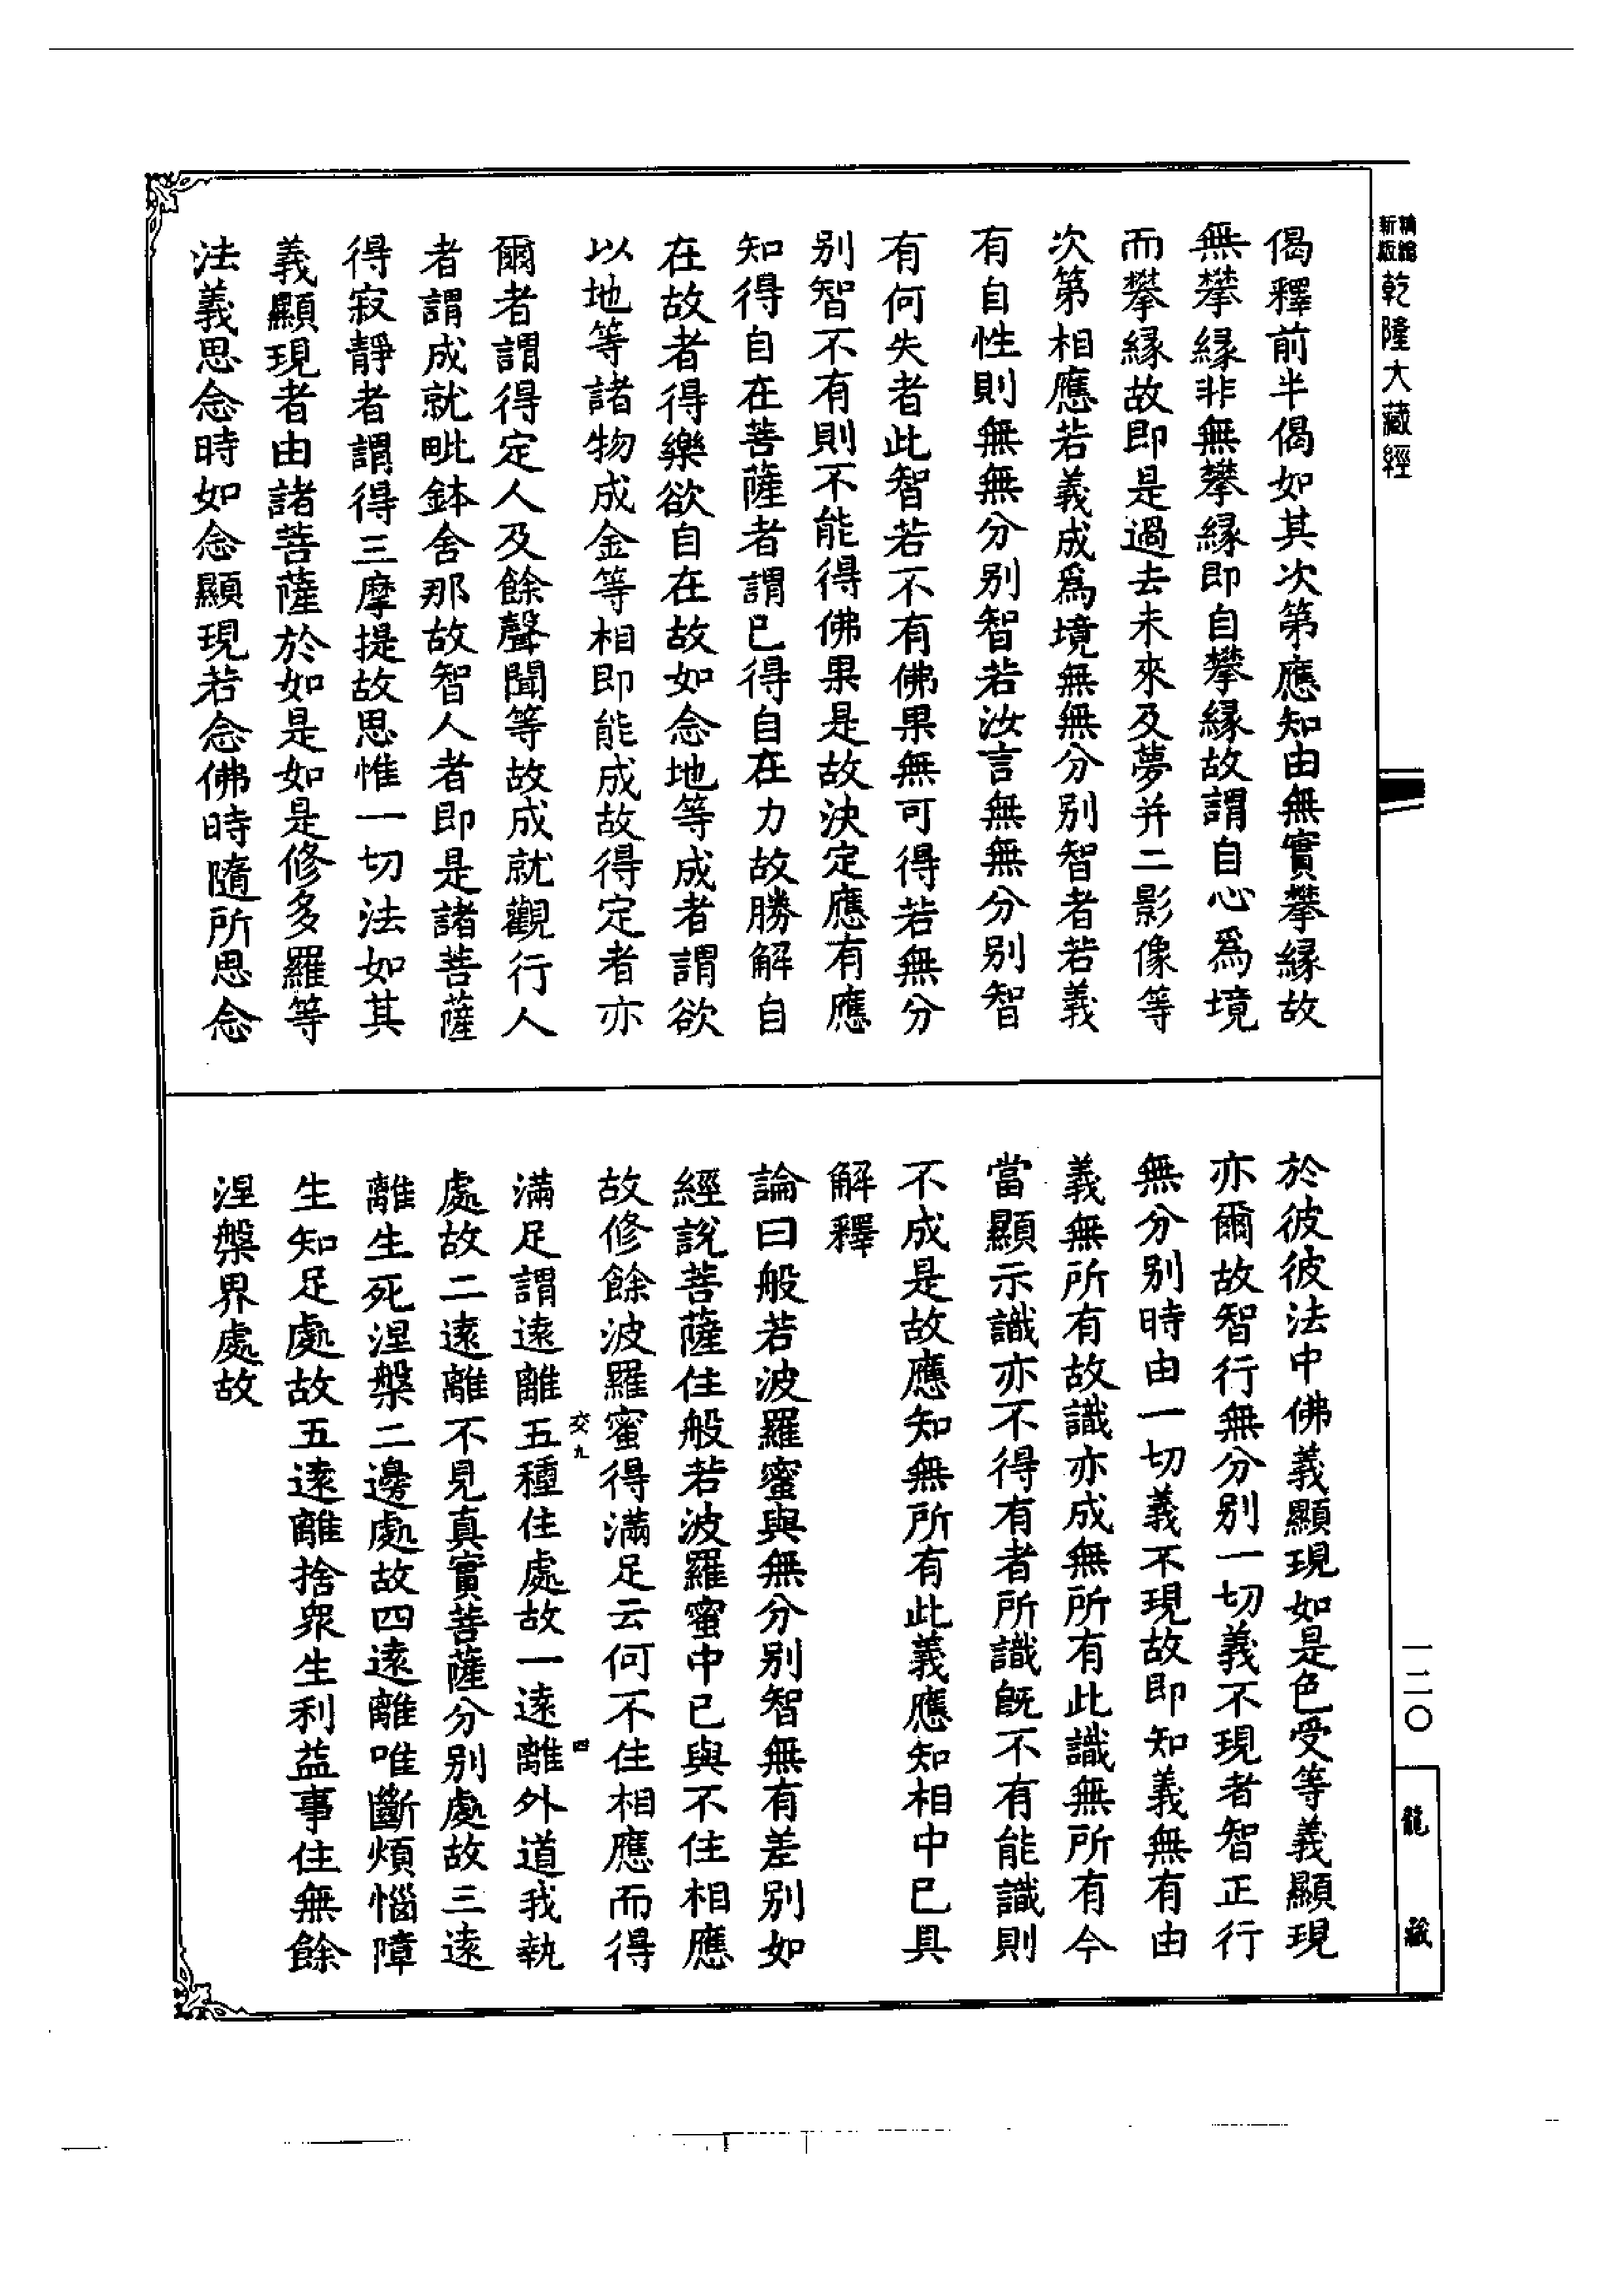 新編
縮版
乾隆大藏經
偈釋前半偈如其次第應知由無實攀緣故
無攀緣非無攀緣即自攀緣故謂自心爲境
而攀緣故即是過去未來及夢并二影像等
次第相應若義成爲境無無分別智者若義
有自性則無無分別智若汝言無無分別智
有何失者此智若不有佛果無可得若無分
別智不有則不能得佛果是故決定應有應
知得自在菩薩者謂已得自在力故勝解自
在故者得樂欲自在故如念地等成者謂欲
以地等諸物成金等相即能成故得定者亦
爾者謂得定人及餘聲聞等故成就觀行人
者謂成就毗鉢舍那故智人者即是諸菩薩
得寂靜者謂得三摩提故思惟一切法如其
義顯現者由諸菩薩於如是如是修多羅等
法義思念時如念顯現若念佛時隨所思念
於彼彼法中佛義顯現如是色受等義顯現
亦爾故智行無分別一切義不現者智正行
無分別時由一切義不現故即知義無有由
義無所有故識亦成無所有此識無所有今
當顯示識亦不得有者所識旣不有能識則
不成是故應知無所有此義應知相中已具
解釋
論曰般若波羅蜜與無分別智無有差別如
經說菩薩住般若波羅蜜中已與不住相應
故修餘波羅蜜得滿足云何不住相應而得
交九
四
滿足謂遠離五種住處故一遠離外道我執
處故二遠離不見真實菩薩分別處故三遠
離生死涅槃二邊處故四遠離唯斷煩惱障
生知足處故五遠離捨衆生利益事住無餘
涅槃界處故
一二〇
龍
藏